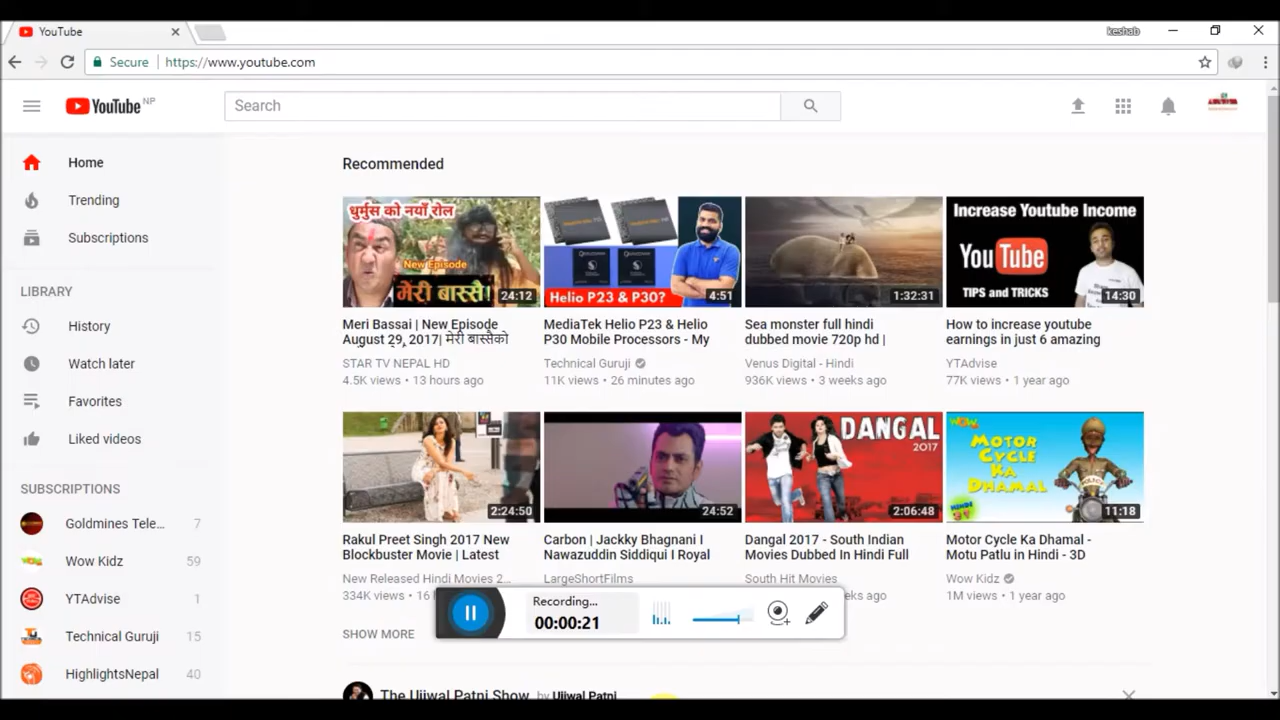 YouTube
keshab
Secure
https://www.youtube.com
YouTube NP
Search
Home
Trending
Subscriptions
LIBRARY
History
Watch later
Favorites
Liked videos
SUBSCRIPTIONS
Goldmines Tele... 7
Wow Kidz 59
YTAdvise 1
Technical Guruji 15
HighlightsNepal 40
Recommended
धुर्मुस को नयाँ रोल
New Episode
मेरी बास्सै!
24:12
Meri Bassai | New Episode
August 29, 2017| मेरी बास्सैको
STAR TV NEPAL HD
4.5K views • 13 hours ago
Helio P23 & P30?
4:51
MediaTek Helio P23 & Helio
P30 Mobile Processors - My
Technical Guruji
11K views • 26 minutes ago
1:32:31
Sea monster full hindi
dubbed movie 720p hd |
Venus Digital - Hindi
936K views • 3 weeks ago
Increase Youtube Income
YouTube
TIPS and TRICKS
14:30
How to increase youtube
earnings in just 6 amazing
YTAdvise
77K views • 1 year ago
2:24:50
Rakul Preet Singh 2017 New
Blockbuster Movie | Latest
New Released Hindi Movies 2...
334K views • 16
24:52
Carbon | Jackky Bhagnani I
Nawazuddin Siddiqui I Royal
LargeShortFilms
DANGAL
2017
2:06:48
Dangal 2017 - South Indian
Movies Dubbed In Hindi Full
South Hit Movies
eeks ago
WOW
MOTOR
CYCLE KA
DHAMAL
HINDI
POLICE
11:18
Motor Cycle Ka Dhamal -
Motu Patlu in Hindi - 3D
Wow Kidz
1M views • 1 year ago
Recording...
00:00:21
SHOW MORE
The Ujjwal Patni Show by Ujjwal Patni